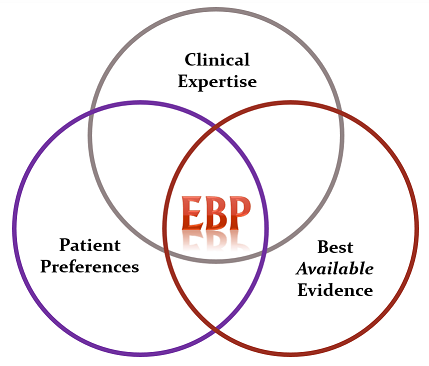 Clinical
Expertise
EBP
Patient
Preferences
Best
Available
Evidence